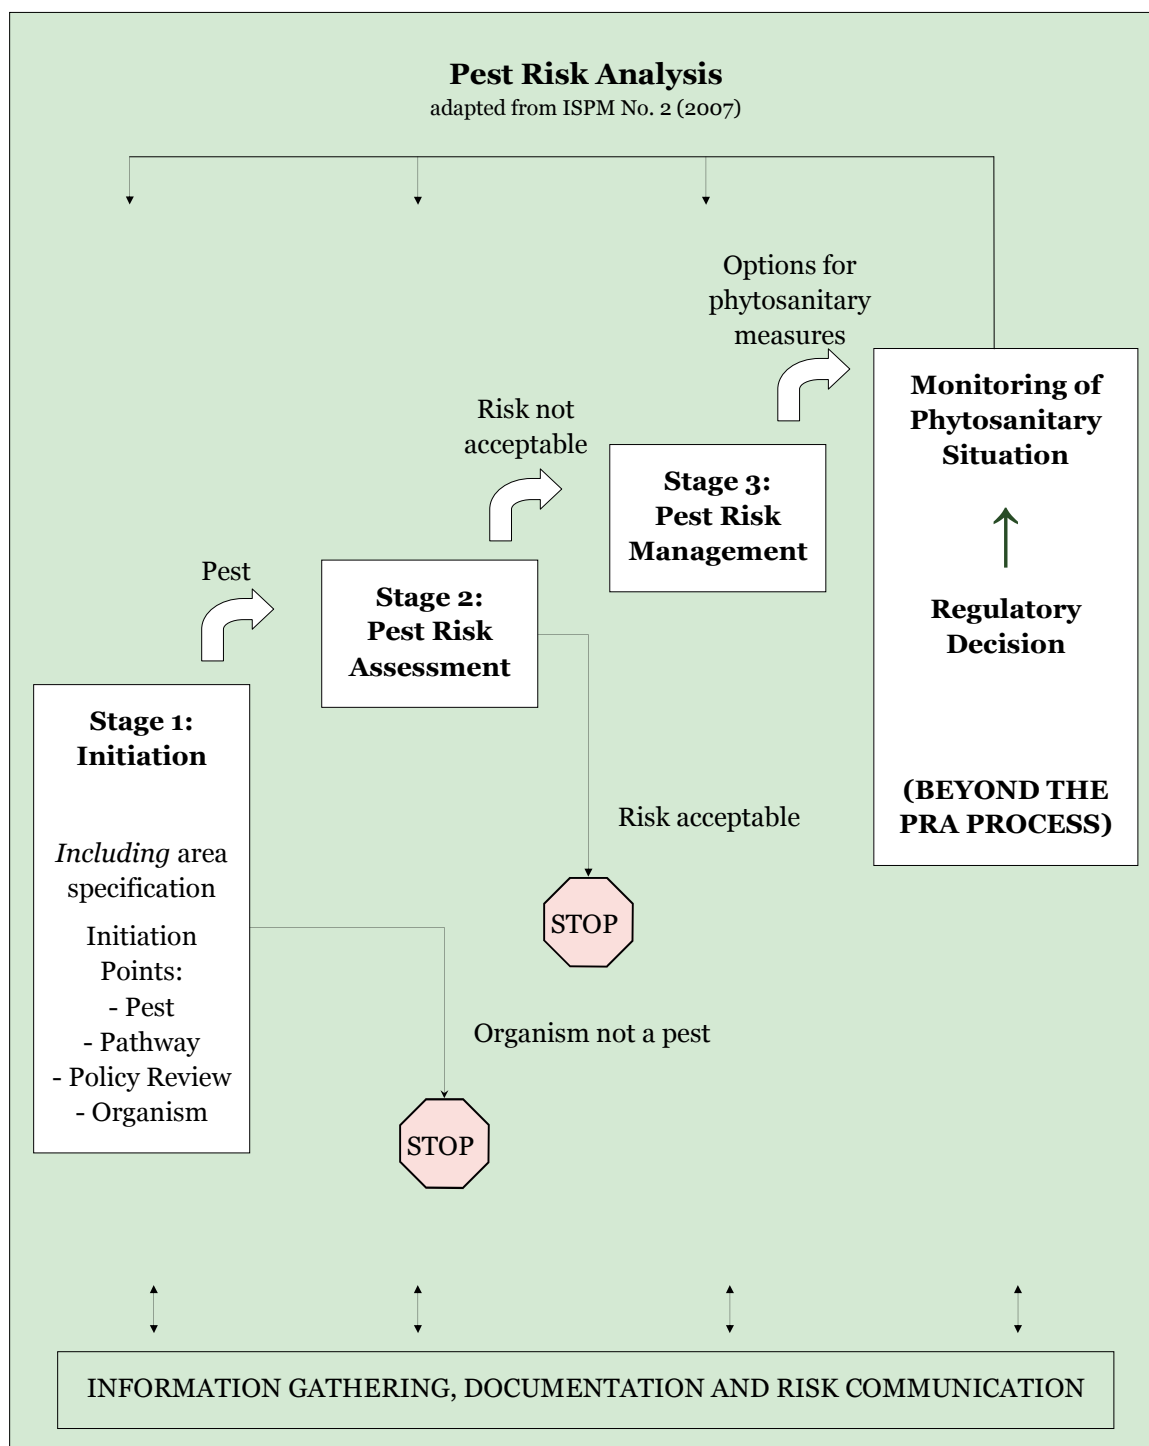 Pest Risk Analysis
adapted from ISPM No. 2 (2007)
Options for
phytosanitary
measures
Monitoring of
Phytosanitary
Situation
Regulatory
Decision
(BEYOND THE
PRA PROCESS)
Risk not
acceptable
Stage 3:
Pest Risk
Management
Pest
Stage 2:
Pest Risk
Assessment
Stage 1:
Initiation
Including area
specification
Initiation
Points:
- Pest
- Pathway
- Policy Review
- Organism
Risk acceptable
STOP
Organism not a pest
STOP
INFORMATION GATHERING, DOCUMENTATION AND RISK COMMUNICATION